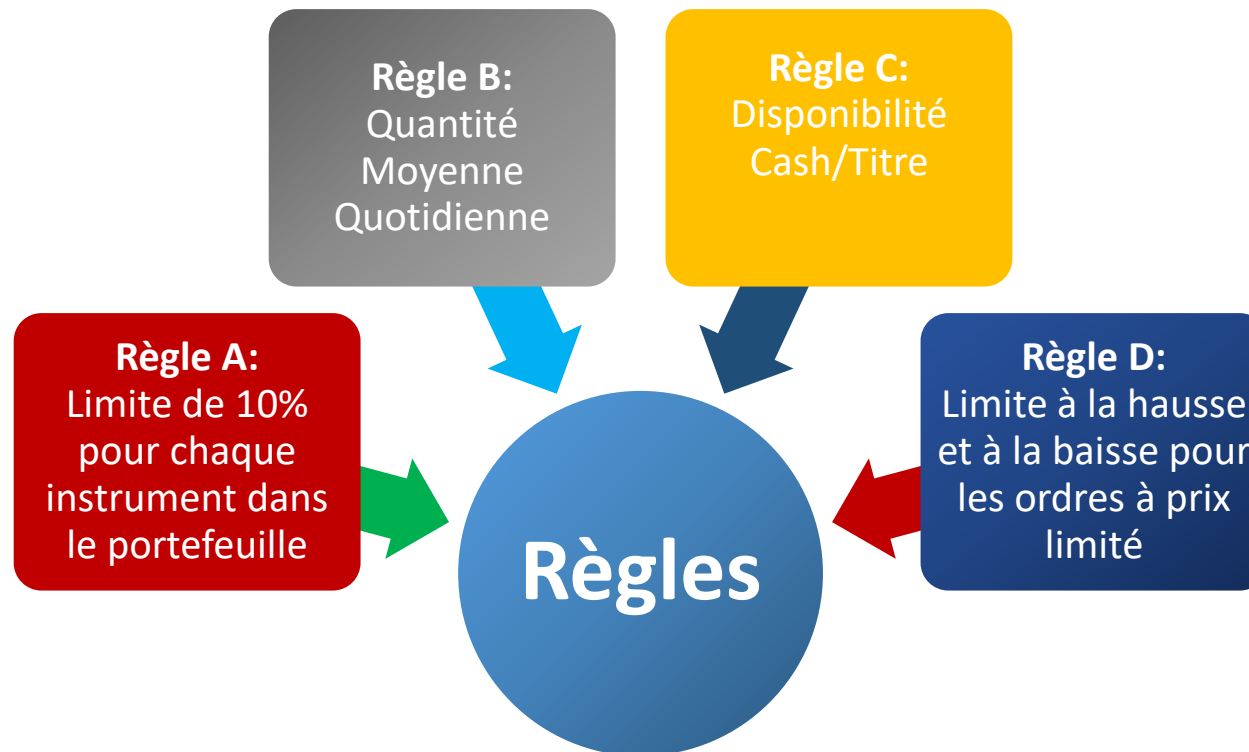 Règle B:
Quantité
Moyenne
Quotidienne
Règle C:
Disponibilité
Cash/Titre
Règle A:
Limite de 10%
pour chaque
instrument dans
le portefeuille
Règle D:
Limite à la hausse
et à la baisse pour
les ordres à prix
limité
Règles